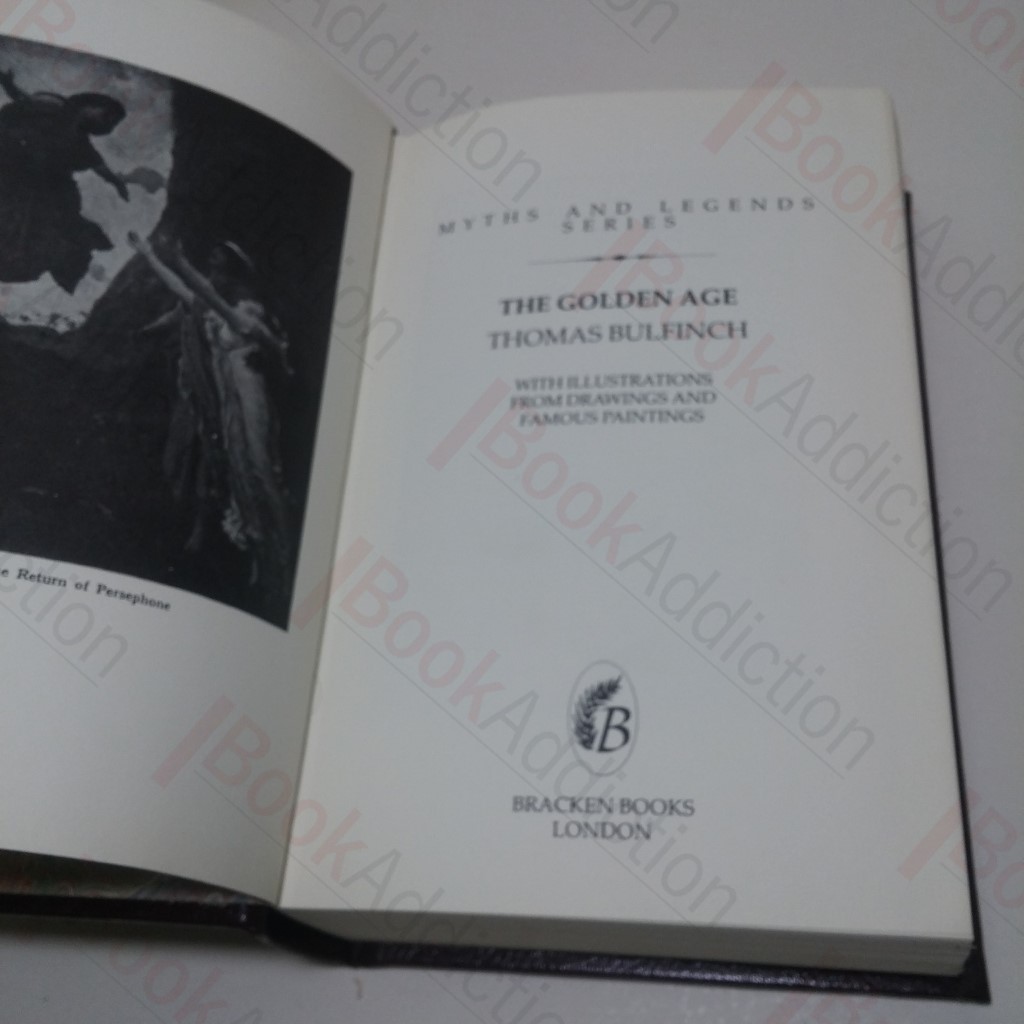 e Return of Persephone
MYTHS AND LEGENDS
SERIES
THE GOLDEN AGE
THOMAS BULFINCH
WITH ILLUSTRATIONS
FROM DRAWINGS AND
FAMOUS PAINTINGS
B
BRACKEN BOOKS
LONDON
BookAddiction